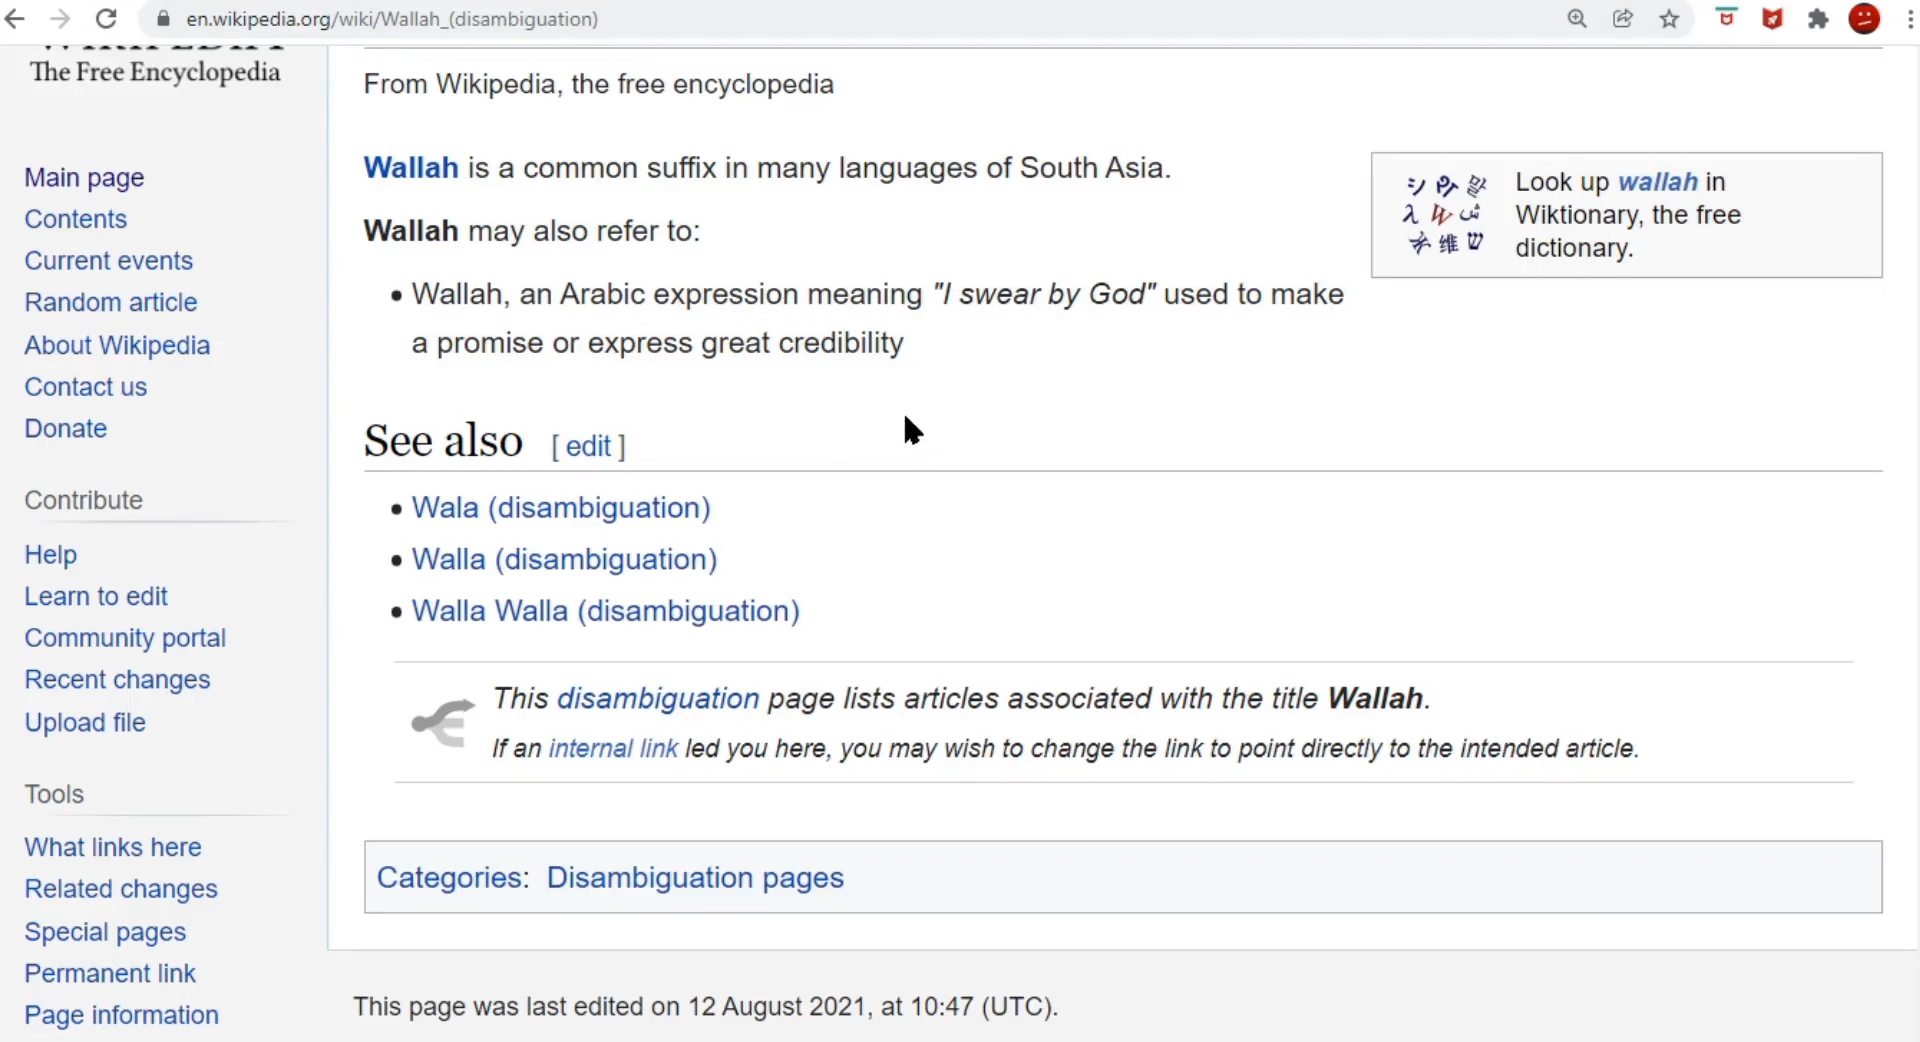 en.wikipedia.org/wiki/Wallah_(disambiguation)
The Free Encyclopedia
Main page
Contents
Current events
Random article
About Wikipedia
Contact us
Donate
Contribute
Help
Learn to edit
Community portal
Recent changes
Upload file
Tools
What links here
Related changes
Special pages
Permanent link
Page information
From Wikipedia, the free encyclopedia
Wallah is a common suffix in many languages of South Asia.
Wallah may also refer to:
• Wallah, an Arabic expression meaning "I swear by God" used to make
a promise or express great credibility
Look up wallah in
Wiktionary, the free
dictionary.
See also [ edit ]
• Wala (disambiguation)
• Walla (disambiguation)
• Walla Walla (disambiguation)
This disambiguation page lists articles associated with the title Wallah.
If an internal link led you here, you may wish to change the link to point directly to the intended article.
Categories: Disambiguation pages
This page was last edited on 12 August 2021, at 10:47 (UTC).